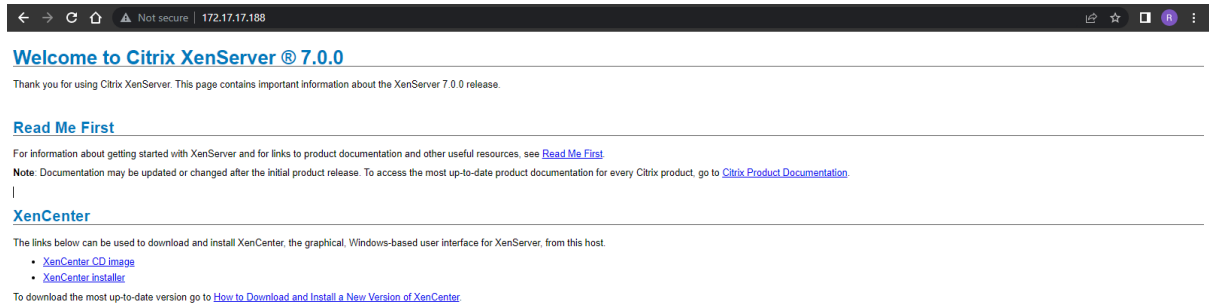 Not secure | 172.17.17.188
R
Welcome to Citrix XenServer ® 7.0.0
Thank you for using Citrix XenServer. This page contains important information about the XenServer 7.0.0 release.
Read Me First
For information about getting started with XenServer and for links to product documentation and other useful resources, see Read Me First.
Note: Documentation may be updated or changed after the initial product release. To access the most up-to-date product documentation for every Citrix product, go to Citrix Product Documentation.
XenCenter
The links below can be used to download and install XenCenter, the graphical, Windows-based user interface for XenServer, from this host.
• XenCenter CD image
• XenCenter installer
To download the most up-to-date version go to How to Download and Install a New Version of XenCenter.